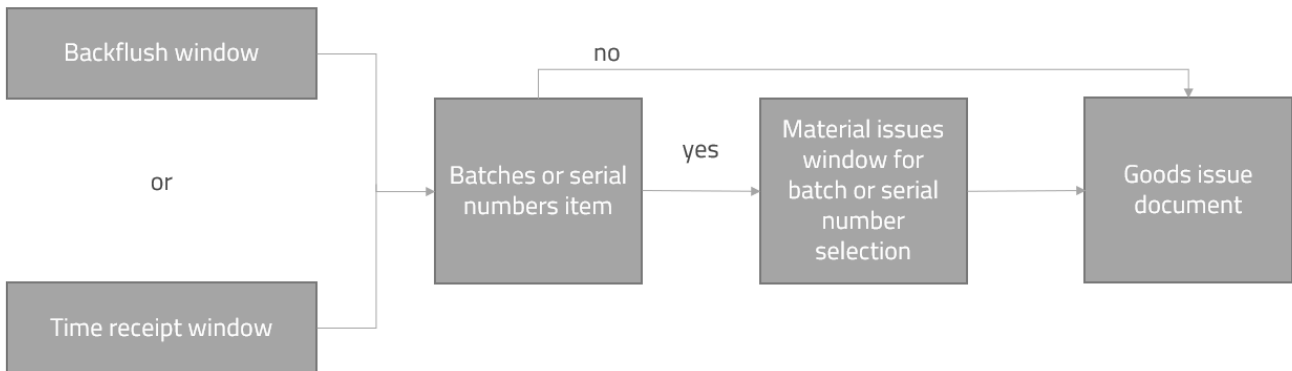 Backflush window
or
Time receipt window
Batches or serial
numbers item
no
yes
Material issues
window for
batch or serial
number
selection
Goods issue
document